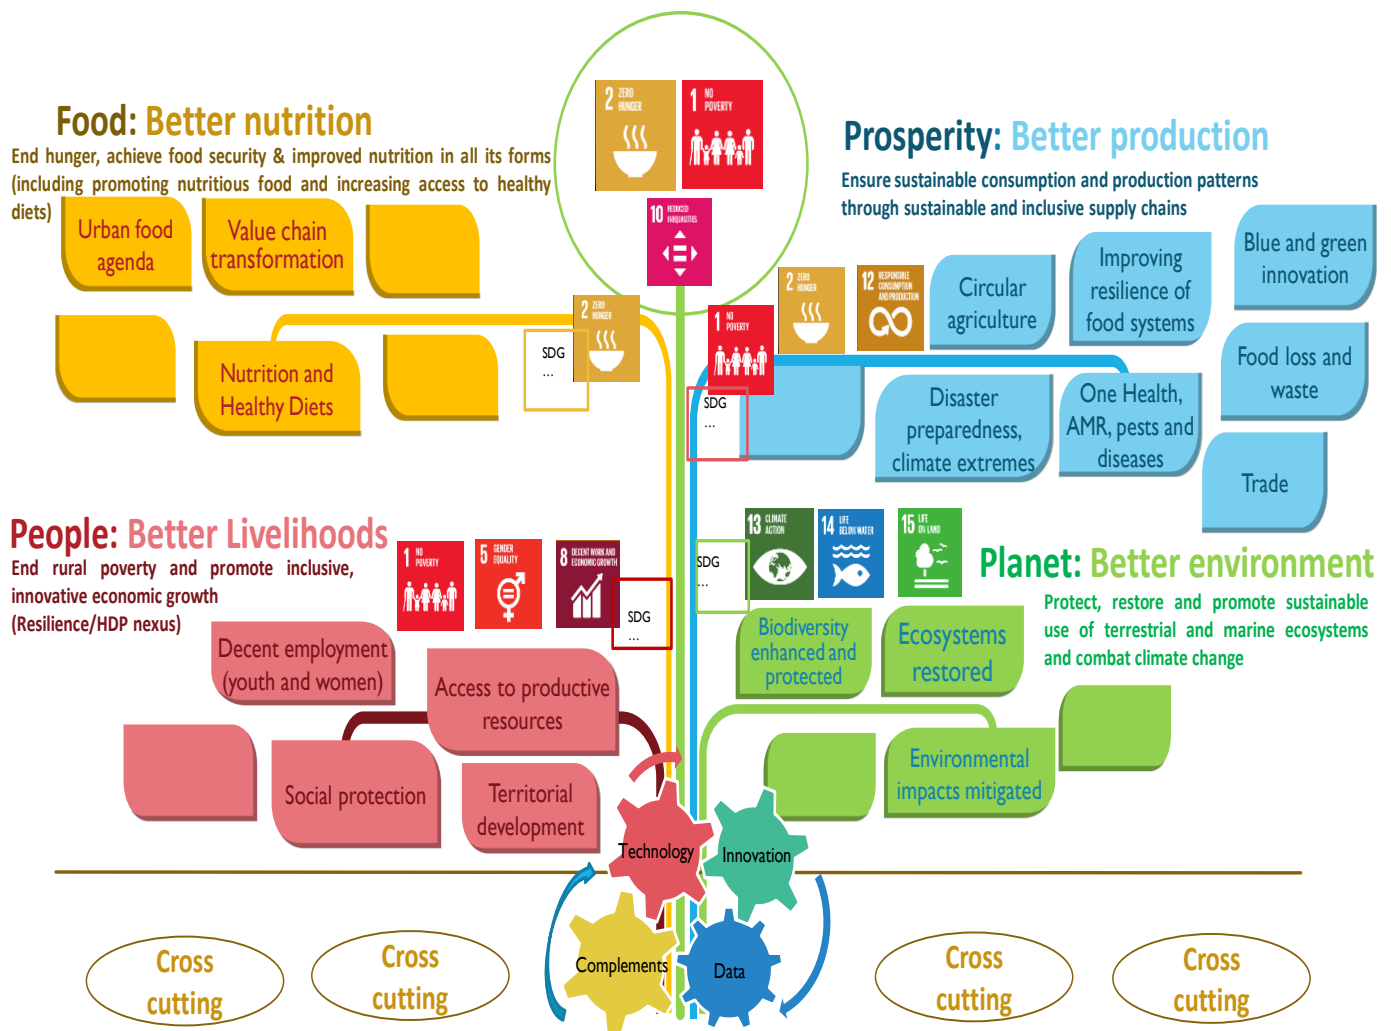 2 ZERO
HUNGER
1 NO
POVERTY
10 REDUCED
INEQUALITIES
Food: Better nutrition
End hunger, achieve food security & improved nutrition in all its forms
(including promoting nutritious food and increasing access to healthy
diets)
Urban food
agenda
Value chain
transformation
Nutrition and
Healthy Diets
2 ZERO
HUNGER
SDG
...
Prosperity: Better production
Ensure sustainable consumption and production patterns
through sustainable and inclusive supply chains
1 NO
POVERTY
2 ZERO
HUNGER
12 RESPONSIBLE
CONSUMPTION
AND PRODUCTION
SDG
...
Circular
agriculture
Improving
resilience of
food systems
Blue and green
innovation
Disaster
preparedness,
climate extremes
One Health,
AMR, pests and
diseases
Food loss and
waste
Trade
People: Better Livelihoods
End rural poverty and promote inclusive,
innovative economic growth
(Resilience/HDP nexus)
1 NO
POVERTY
5 GENDER
EQUALITY
8 DECENT WORK AND
ECONOMIC GROWTH
SDG
...
Decent employment
(youth and women)
Access to productive
resources
Social protection
Territorial
development
SDG
...
13 CLIMATE
ACTION
14 LIFE
BELOW WATER
15 LIFE
ON LAND
Planet: Better environment
Protect, restore and promote sustainable
use of terrestrial and marine ecosystems
and combat climate change
Biodiversity
enhanced and
protected
Ecosystems
restored
Environmental
impacts mitigated
Technology
Innovation
Complements
Data
Cross
cutting
Cross
cutting
Cross
cutting
Cross
cutting